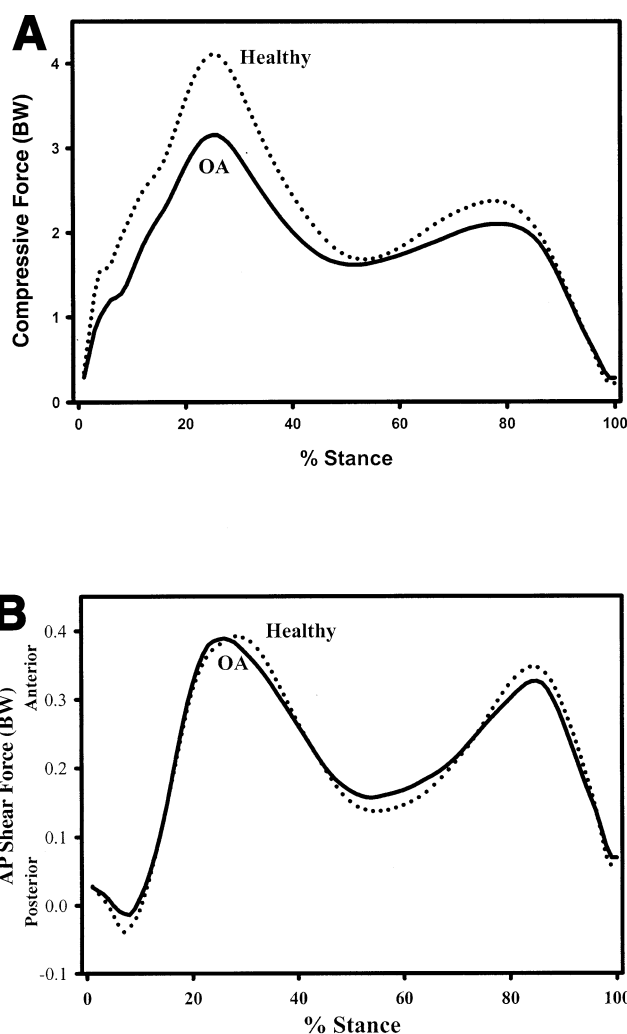 A
Healthy
OA
Compressive Force (BW)
4
3
2
1
0
0 20 40 60 80 100
% Stance
B
Healthy
OA
AP Shear Force (BW)
Anterior
Posterior
0.4
0.3
0.2
0.1
0.0
-0.1
0 20 40 60 80 100
% Stance